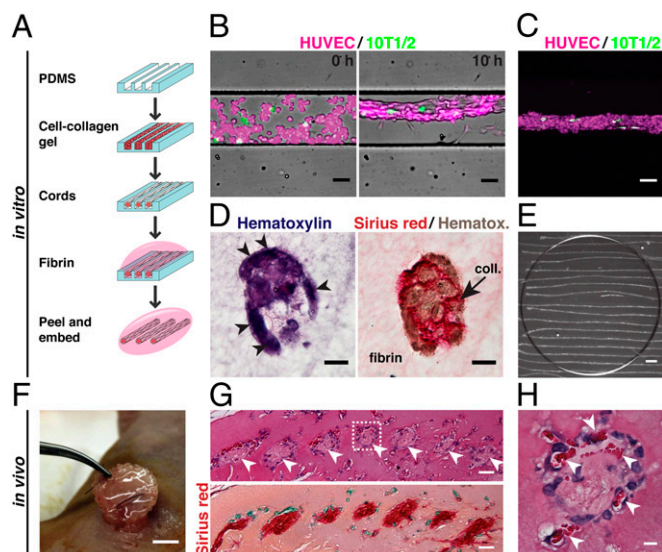 A
PDMS
Cell-collagen
gel
Cords
Fibrin
Peel and
embed
in vitro
B
HUVEC/10T1/2
0 h
10 h
C
HUVEC/10T1/2
D
Hematoxylin
Sirius red/Hematox.
coll.
fibrin
E
F
in vivo
G
Sirius red
H